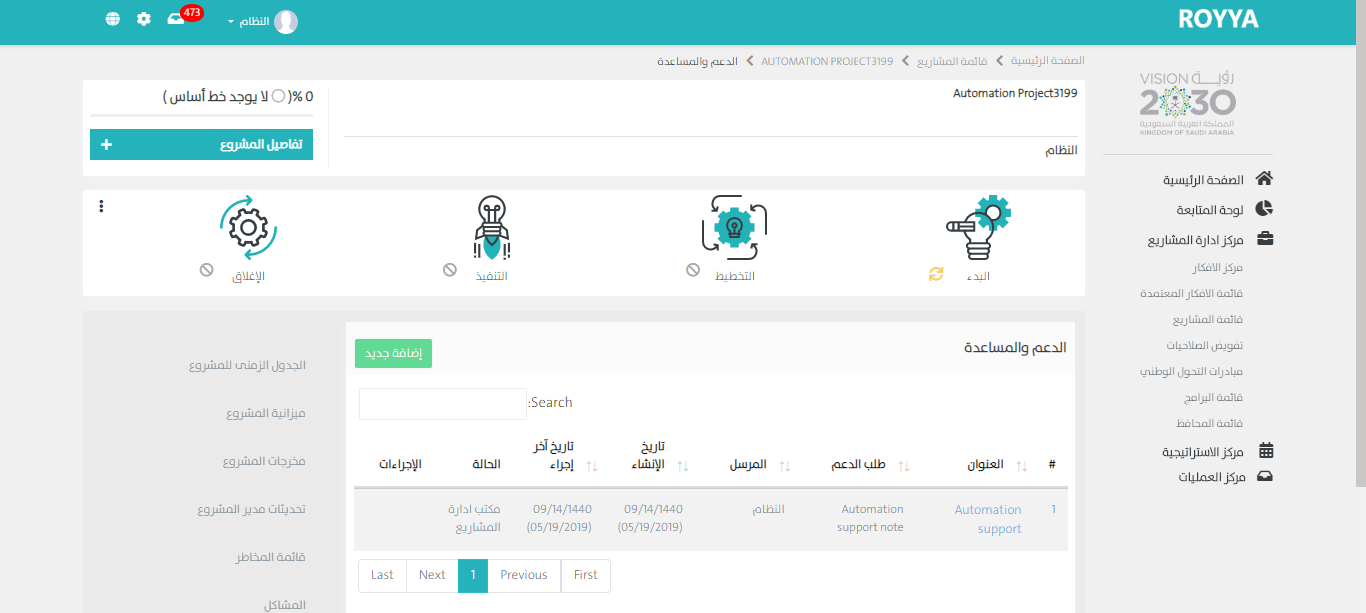 ROYYA
النظام
473
الصفحة الرئيسية
قائمة المشاريع
AUTOMATION PROJECT3199
الدعم والمساعدة
VISION رؤيــة
2030
المملكة العربية السعودية
KINGDOM OF SAUDI ARABIA
الصفحة الرئيسية
لوحة المتابعة
مركز ادارة المشاريع
مركز الافكار
قائمة الافكار المعتمدة
قائمة المشاريع
تفويض الصلاحيات
مبادرات التحول الوطني
قائمة البرامج
قائمة المحافظ
مركز الاستراتيجية
مركز العمليات
Automation Project3199
النظام
0 %( لا يوجد خط أساس )
تفاصيل المشروع
+
البدء
التخطيط
التنفيذ
الإغلاق
الدعم والمساعدة
إضافة جديد
Search:
# العنوان طلب الدعم المرسل تاريخ الإنشاء تاريخ آخر إجراء الحالة الإجراءات
1 Automation support Automation support note النظام 09/14/1440 (05/19/2019) 09/14/1440 (05/19/2019) مكتب ادارة المشاريع
First Previous 1 Next Last
الجدول الزمنى للمشروع
ميزانية المشروع
مخرجات المشروع
تحديثات مدير المشروع
قائمة المخاطر
المشاكل